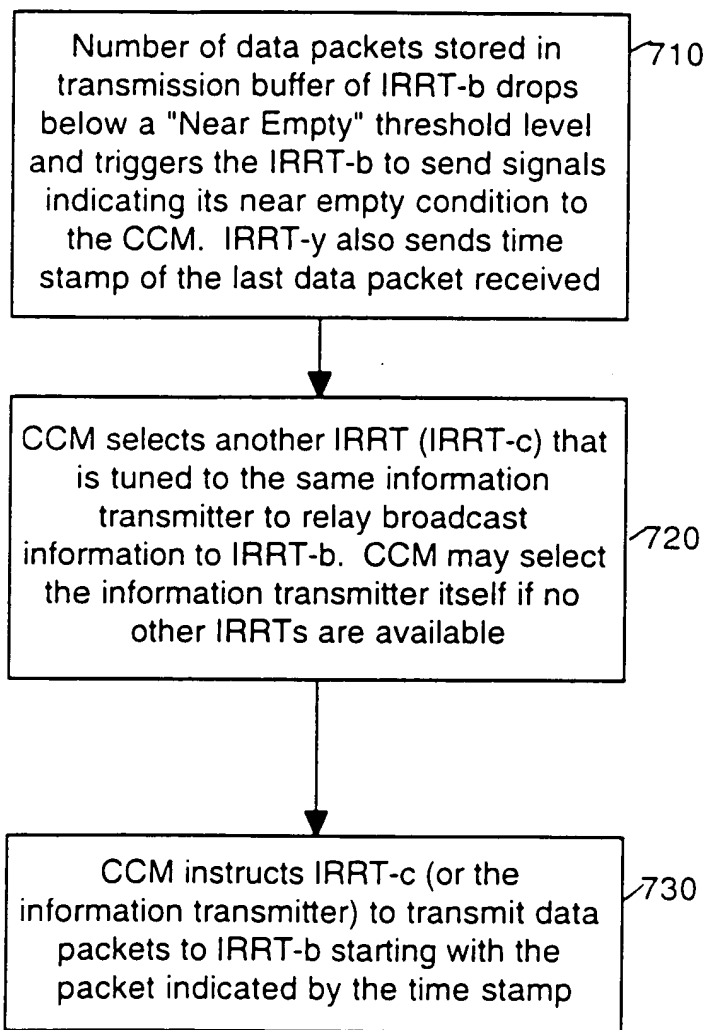 Number of data packets stored in
transmission buffer of IRRT-b drops
below a "Near Empty" threshold level
and triggers the IRRT-b to send signals
indicating its near empty condition to
the CCM. IRRT-y also sends time
stamp of the last data packet received
710
CCM selects another IRRT (IRRT-c) that
is tuned to the same information
transmitter to relay broadcast
information to IRRT-b. CCM may select
the information transmitter itself if no
other IRRTs are available
720
CCM instructs IRRT-c (or the
information transmitter) to transmit data
packets to IRRT-b starting with the
packet indicated by the time stamp
730